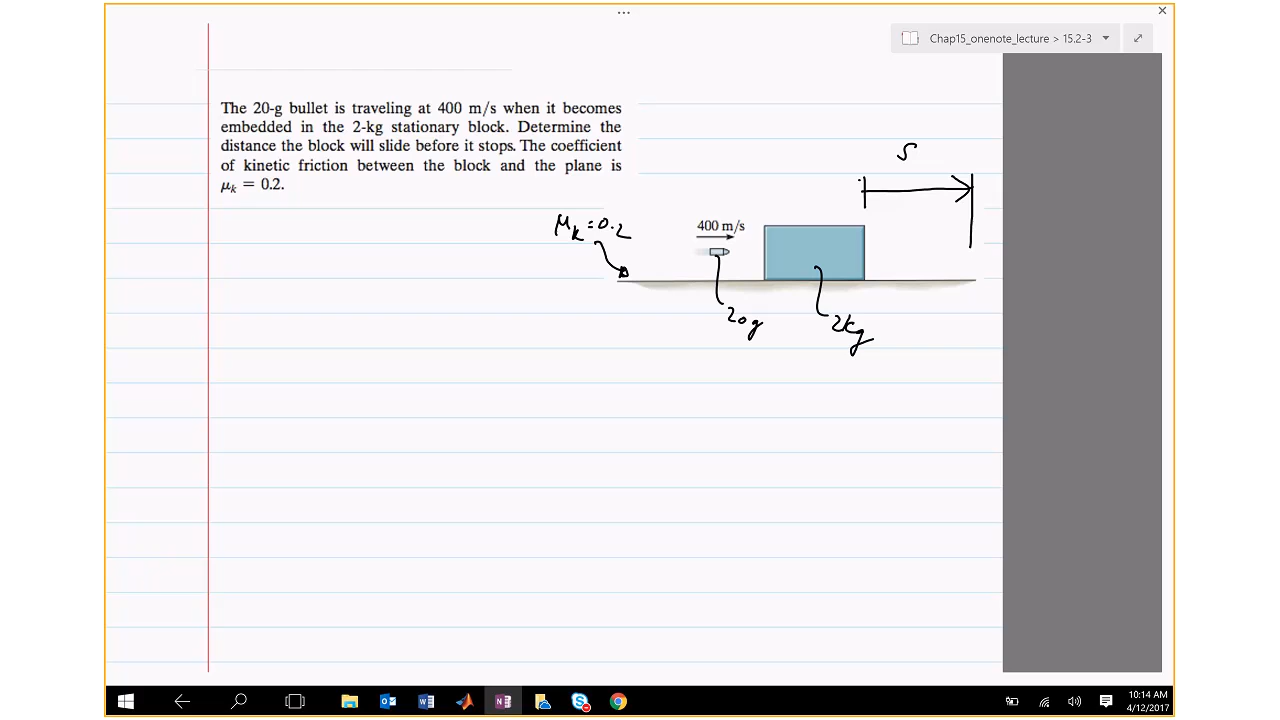 ...
Chap15_onenote_lecture > 15.2-3
The 20-g bullet is traveling at 400 m/s when it becomes
embedded in the 2-kg stationary block. Determine the
distance the block will slide before it stops. The coefficient
of kinetic friction between the block and the plane is
μk = 0.2.
S
μk = 0.2
400 m/s
20g
2kg
10:14 AM
4/12/2017